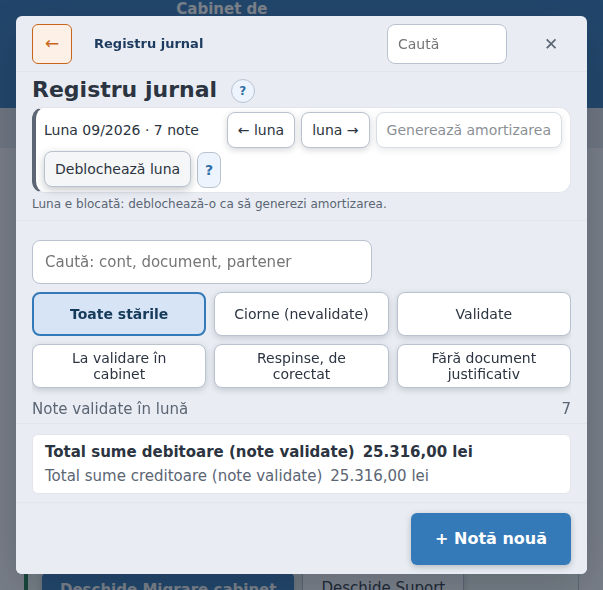 Cabinet de
←
Registru jurnal
Caută
✕
Registru jurnal
?
Luna 09/2026 · 7 note
← luna
luna →
Generează amortizarea
Deblochează luna
?
Luna e blocată: deblochează-o ca să generezi amortizarea.
Caută: cont, document, partener
Toate stările
Ciorne (nevalidate)
Validate
La validare în
cabinet
Respinse, de
corectat
Fără document
justificativ
Note validate în lună
7
Total sume debitoare (note validate) 25.316,00 lei
Total sume creditoare (note validate) 25.316,00 lei
+ Notă nouă
Deschide Migrare cabinet
Deschide Suport